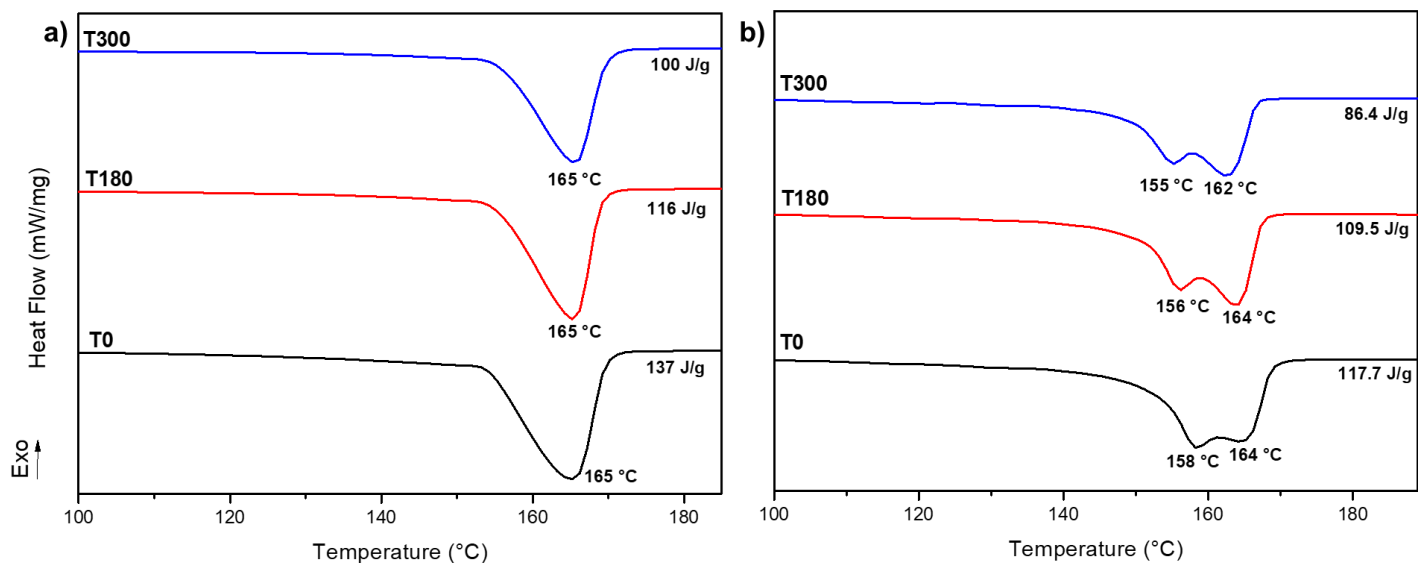 a)
T300
100 J/g
165 °C
T180
116 J/g
165 °C
T0
137 J/g
165 °C
Heat Flow (mW/mg)
Exo
100 120 140 160 180
Temperature (°C)
b)
T300
86.4 J/g
155 °C 162 °C
T180
109.5 J/g
156 °C 164 °C
T0
117.7 J/g
158 °C 164 °C
100 120 140 160 180
Temperature (°C)